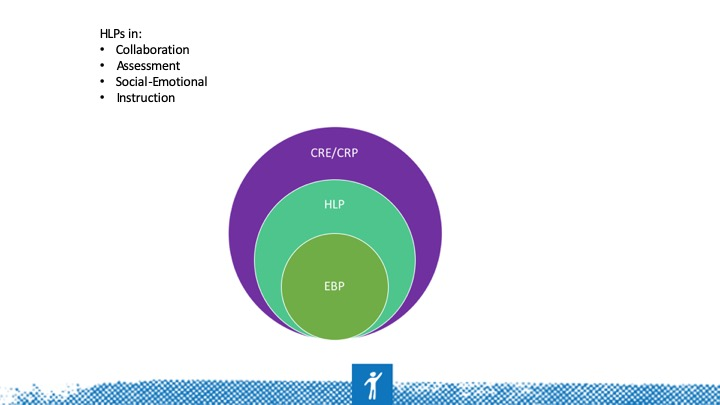 HLPs in:
• Collaboration
• Assessment
• Social-Emotional
• Instruction
CRE/CRP
HLP
EBP